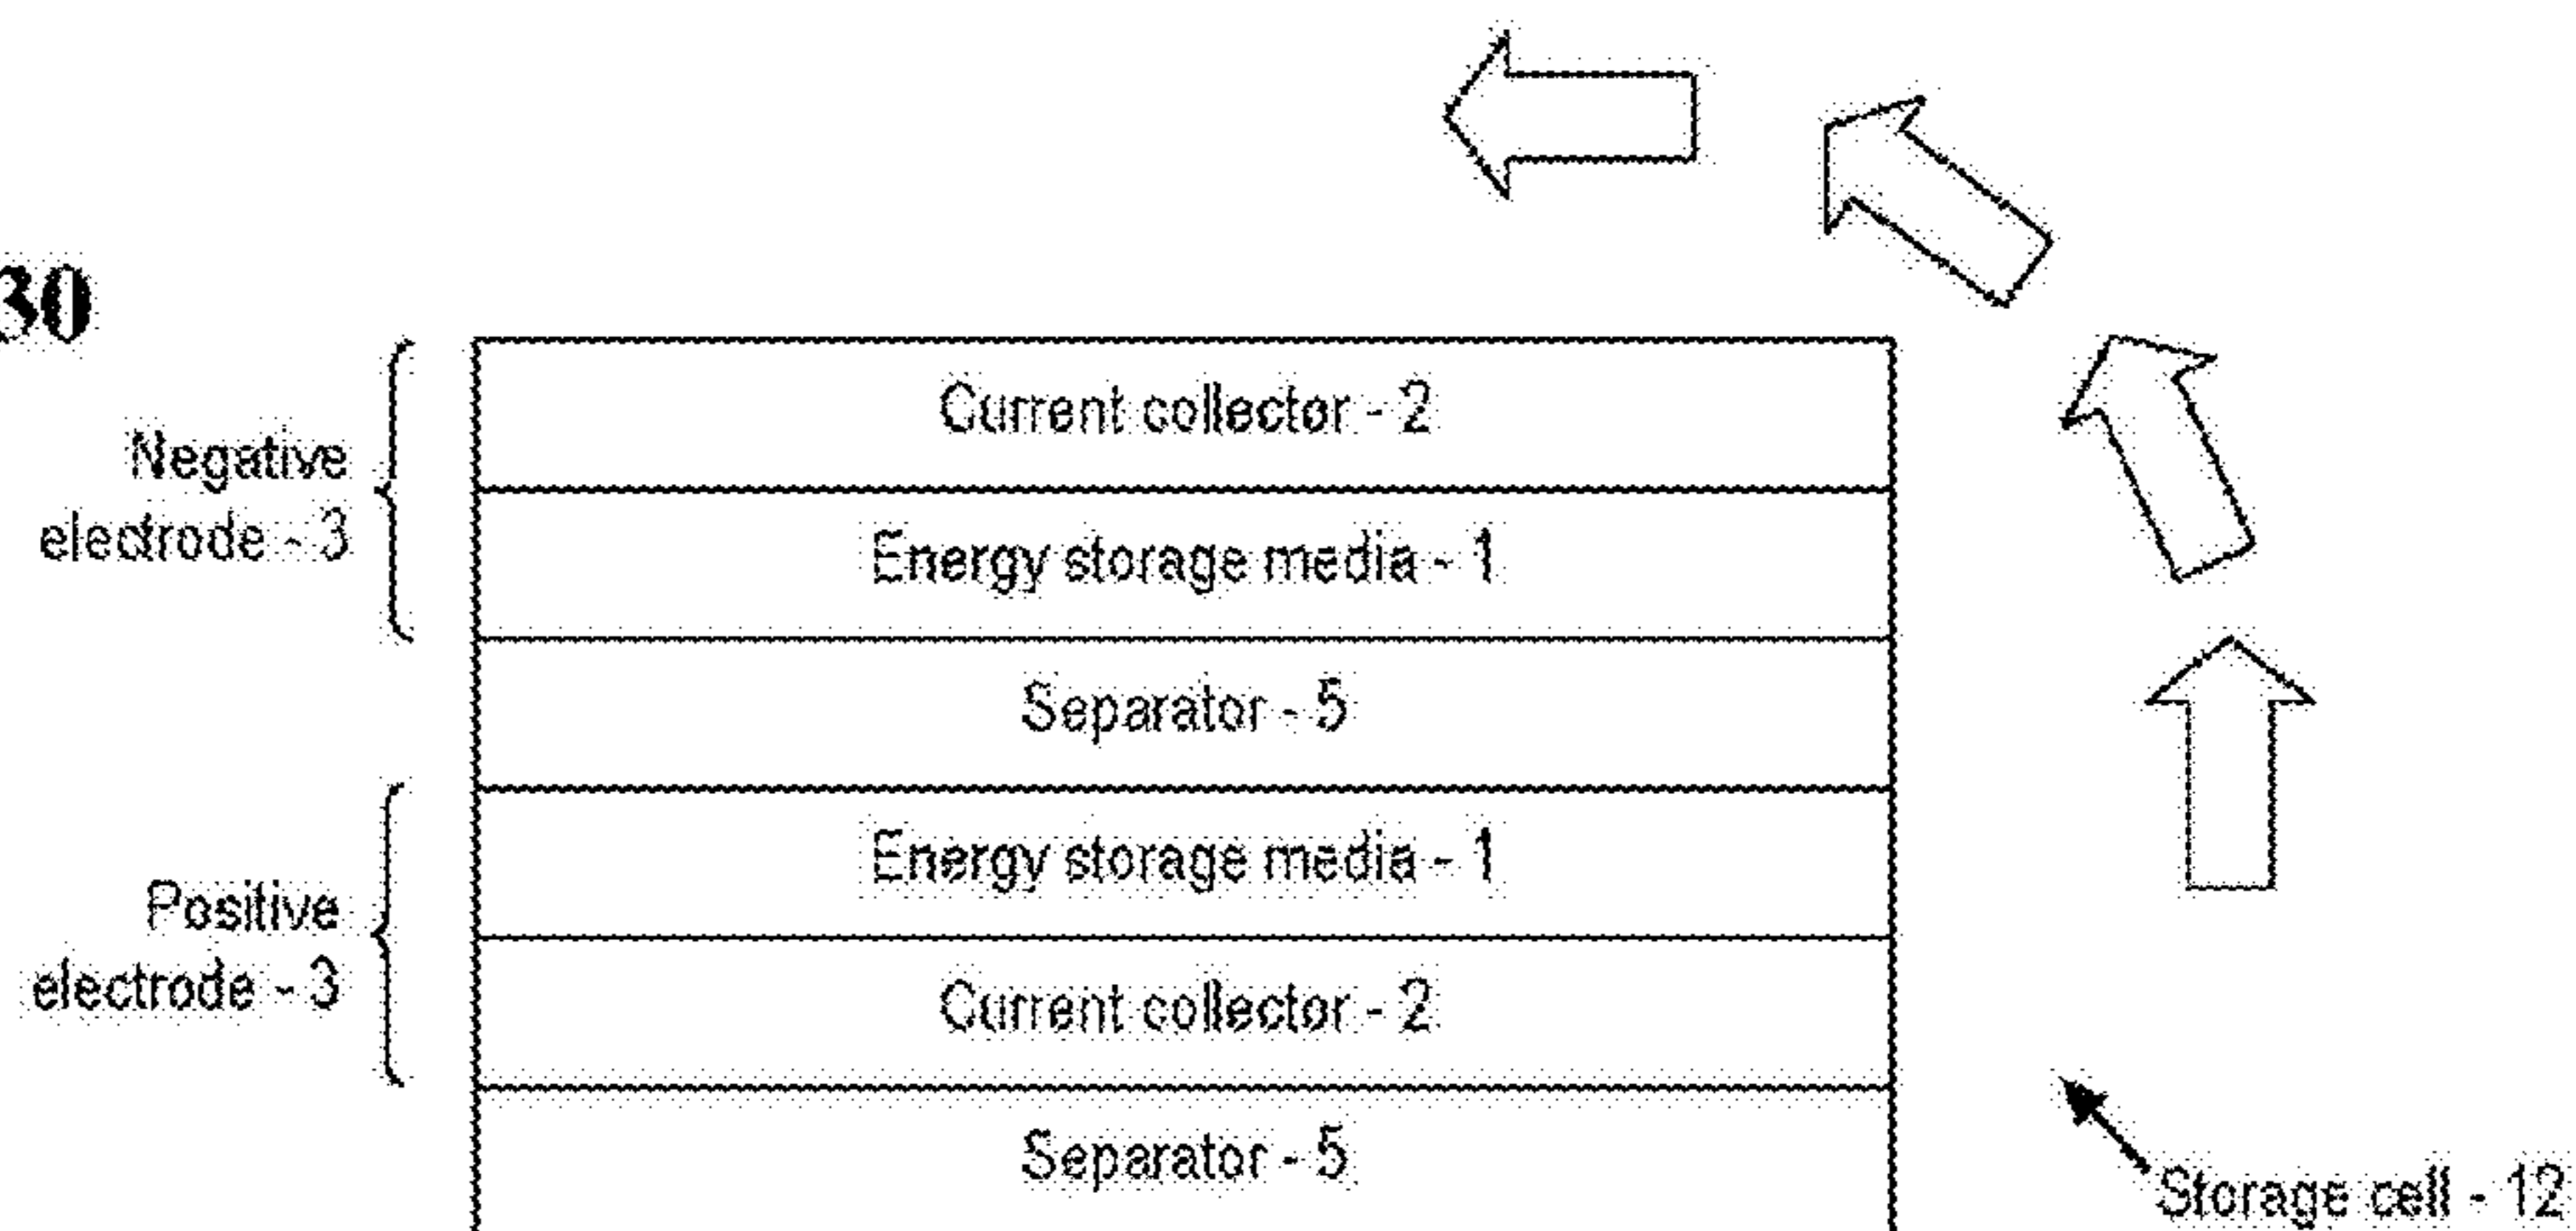 30
Current collector - 2
Negative
electrode - 3
Energy storage media - 1
Separator - 5
Energy storage media - 1
Positive
electrode - 3
Current collector - 2
Separator - 5
Storage cell - 12